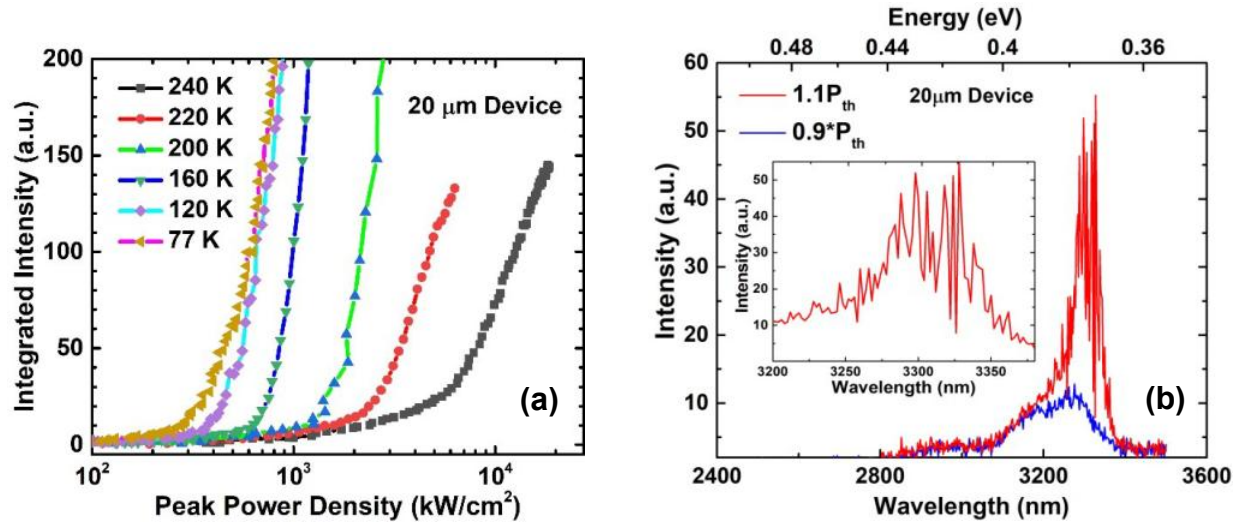 200
150
100
50
0
Integrated Intensity (a.u.)
240 K
220 K
200 K
160 K
120 K
77 K
20 μm Device
(a)
10² 10³ 10⁴
Peak Power Density (kW/cm²)
Energy (eV)
0.48 0.44 0.4 0.36
60
50
40
30
20
10
Intensity (a.u.)
1.1P_th
0.9*P_th
20μm Device
50
40
30
20
10
Intensity (a.u.)
3200 3250 3300 3350
Wavelength (nm)
(b)
2400 2800 3200 3600
Wavelength (nm)